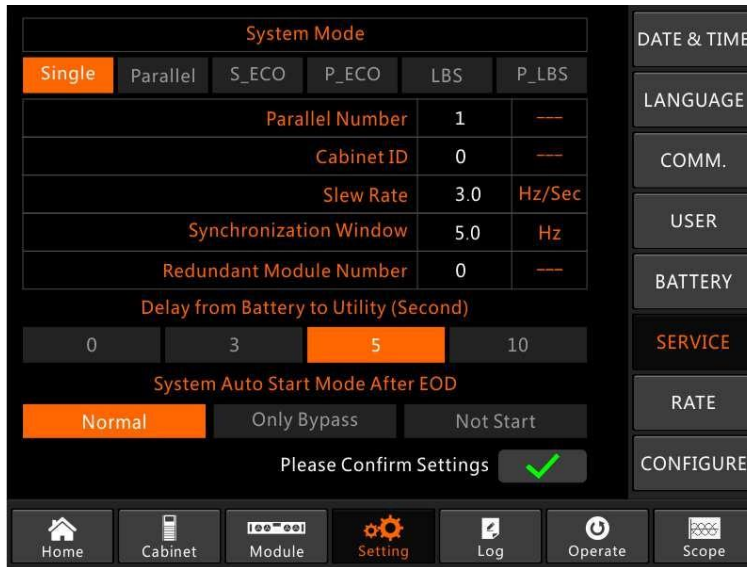 System Mode
DATE & TIME
Single Parallel S_ECO P_ECO LBS P_LBS
LANGUAGE
Parallel Number 1 ---
Cabinet ID 0 ---
COMM.
Slew Rate 3.0 Hz/Sec
USER
Synchronization Window 5.0 Hz
Redundant Module Number 0 ---
BATTERY
Delay from Battery to Utility (Second)
0 3 5 10
SERVICE
System Auto Start Mode After EOD
RATE
Normal Only Bypass Not Start
Please Confirm Settings
CONFIGURE
Home Cabinet Module Setting Log Operate Scope